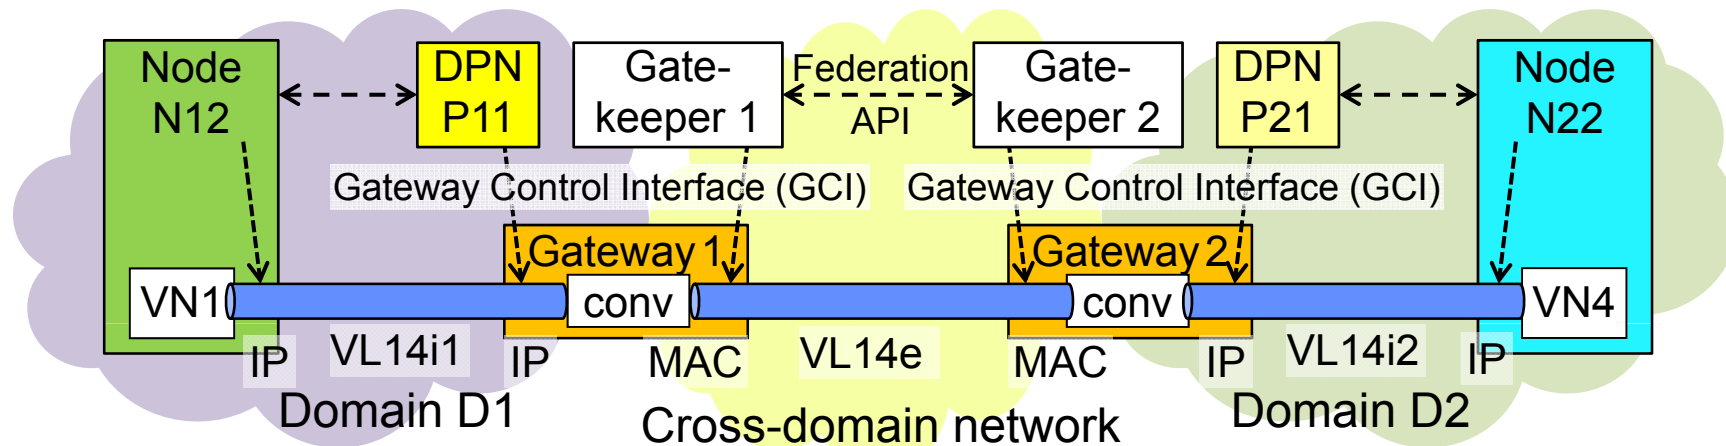 Node
N12
DPN
P11
Gate-
keeper 1
Federation
API
Gate-
keeper 2
DPN
P21
Node
N22
Gateway Control Interface (GCI)
Gateway Control Interface (GCI)
Gateway 1
Gateway 2
VN1
conv
conv
VN4
IP
VL14i1
IP
MAC
VL14e
MAC
IP
VL14i2
IP
Domain D1
Cross-domain network
Domain D2